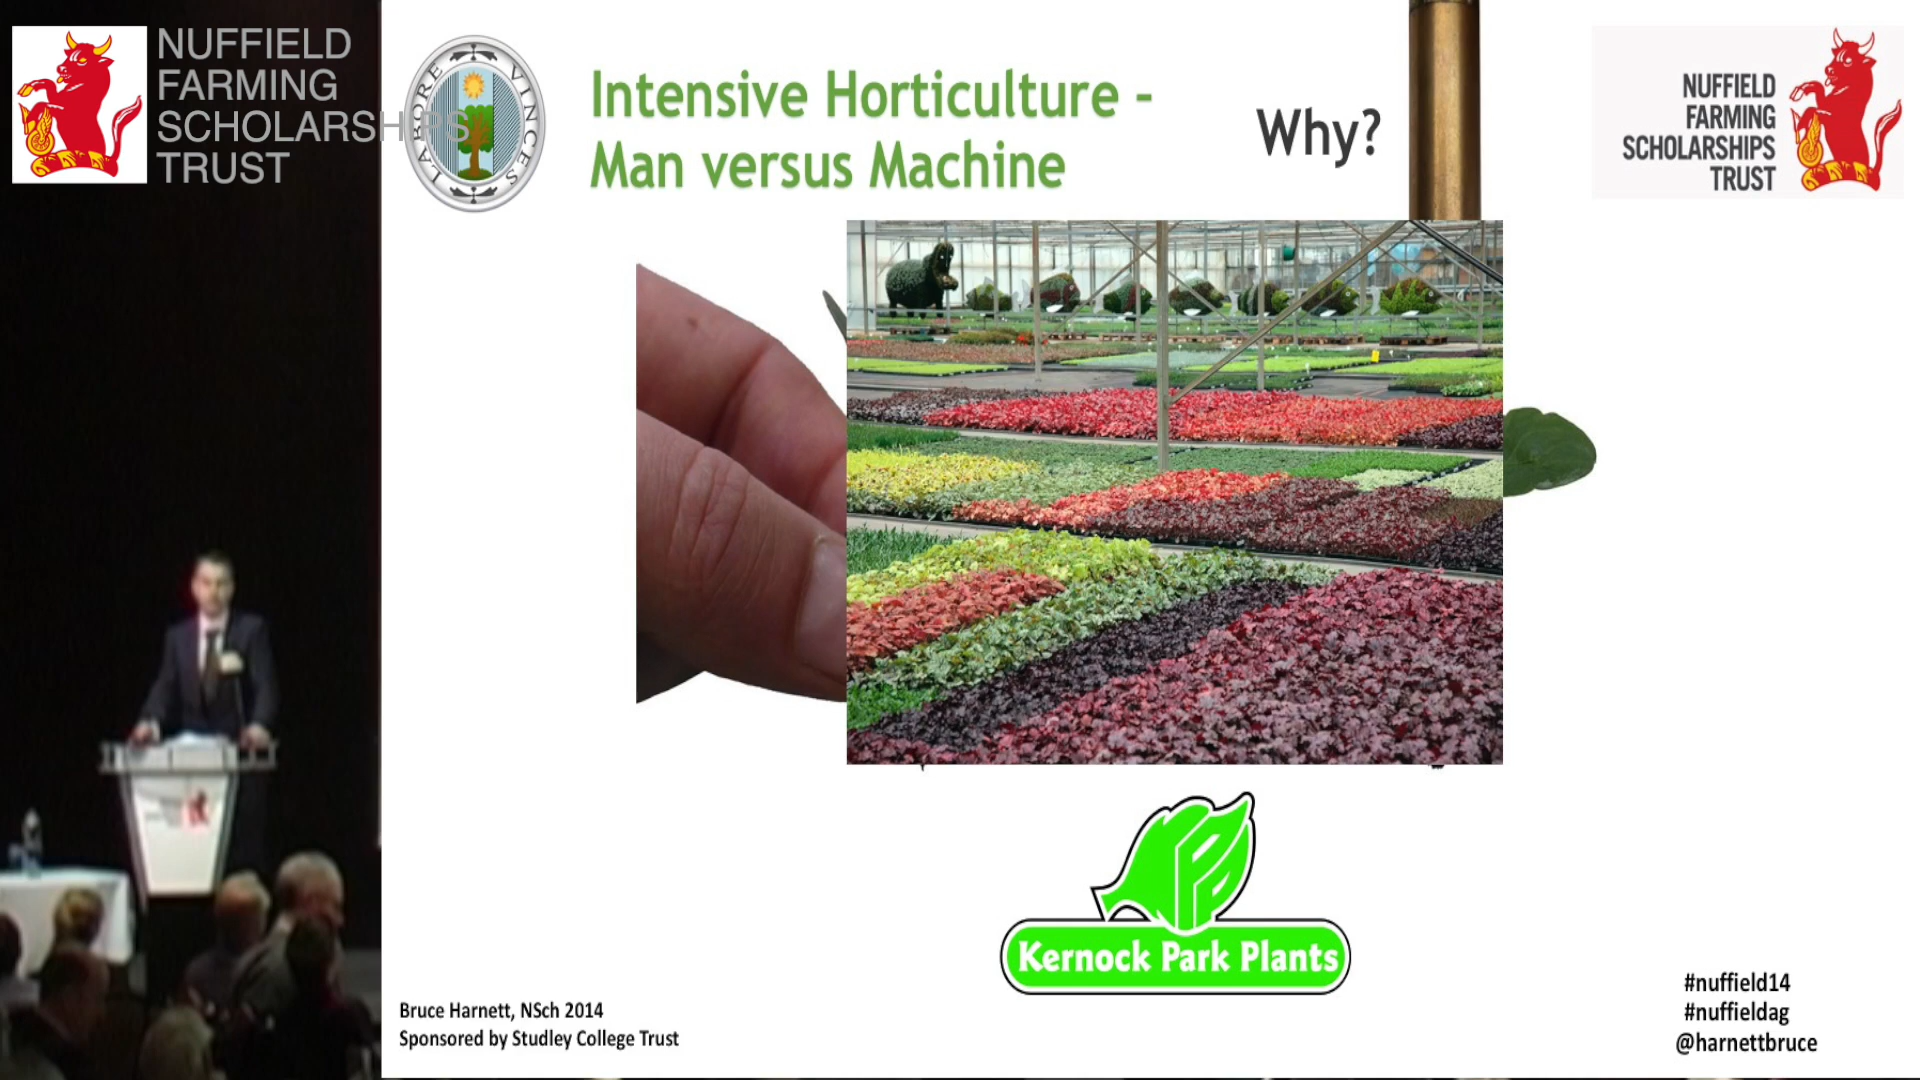 NUFFIELD
FARMING
SCHOLARSHIPS
TRUST
LABORE VINCES
Intensive Horticulture -
Man versus Machine
Why?
NUFFIELD
FARMING
SCHOLARSHIPS
TRUST
Kernock Park Plants
Bruce Harnett, NSch 2014
Sponsored by Studley College Trust
#nuffield14
#nuffieldag
@harnettbruce